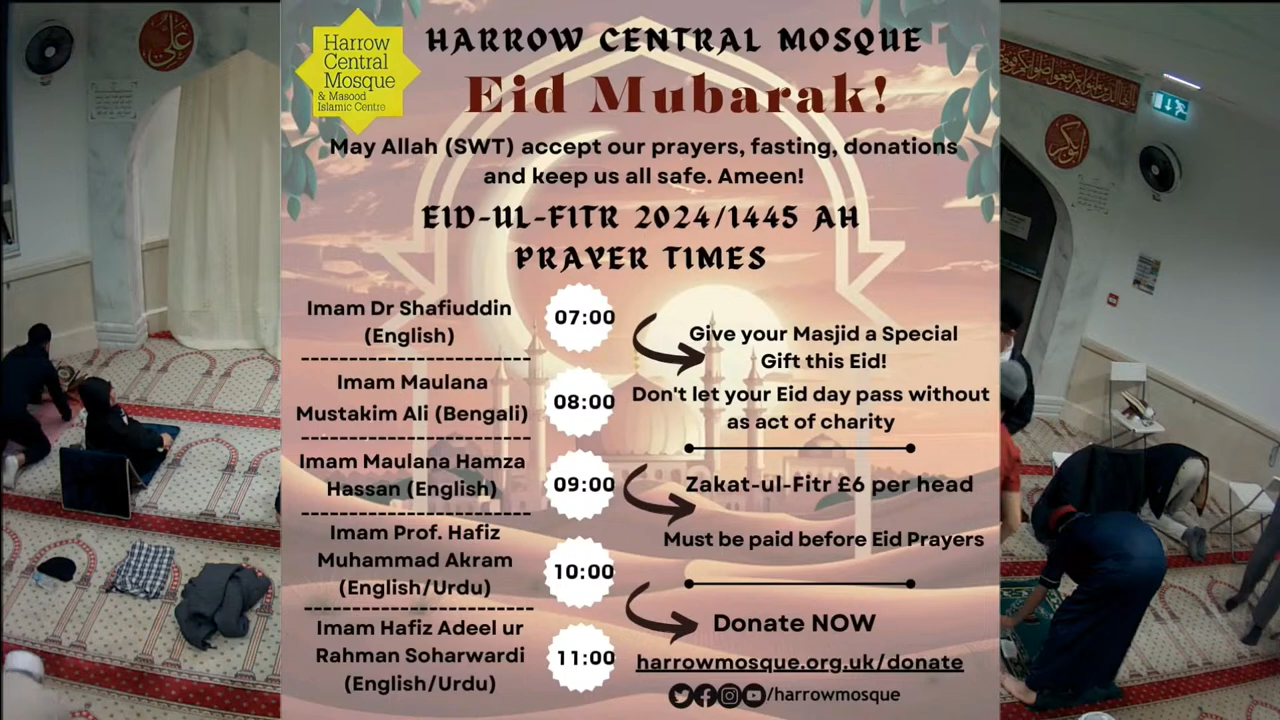 Harrow
Central
Mosque
& Masood
Islamic Centre
HARROW CENTRAL MOSQUE
Eid Mubarak!
May Allah (SWT) accept our prayers, fasting, donations
and keep us all safe. Ameen!
EID-UL-FITR 2024/1445 AH
PRAYER TIMES
Imam Dr Shafiuddin
(English)
07:00
Imam Maulana
Mustakim Ali (Bengali)
08:00
Imam Maulana Hamza
Hassan (English)
09:00
Imam Prof. Hafiz
Muhammad Akram
(English/Urdu)
10:00
Imam Hafiz Adeel ur
Rahman Soharwardi
(English/Urdu)
11:00
Give your Masjid a Special
Gift this Eid!
Don't let your Eid day pass without
as act of charity
Zakat-ul-Fitr £6 per head
Must be paid before Eid Prayers
Donate NOW
harrowmosque.org.uk/donate
/harrowmosque
علي
ابوبكر